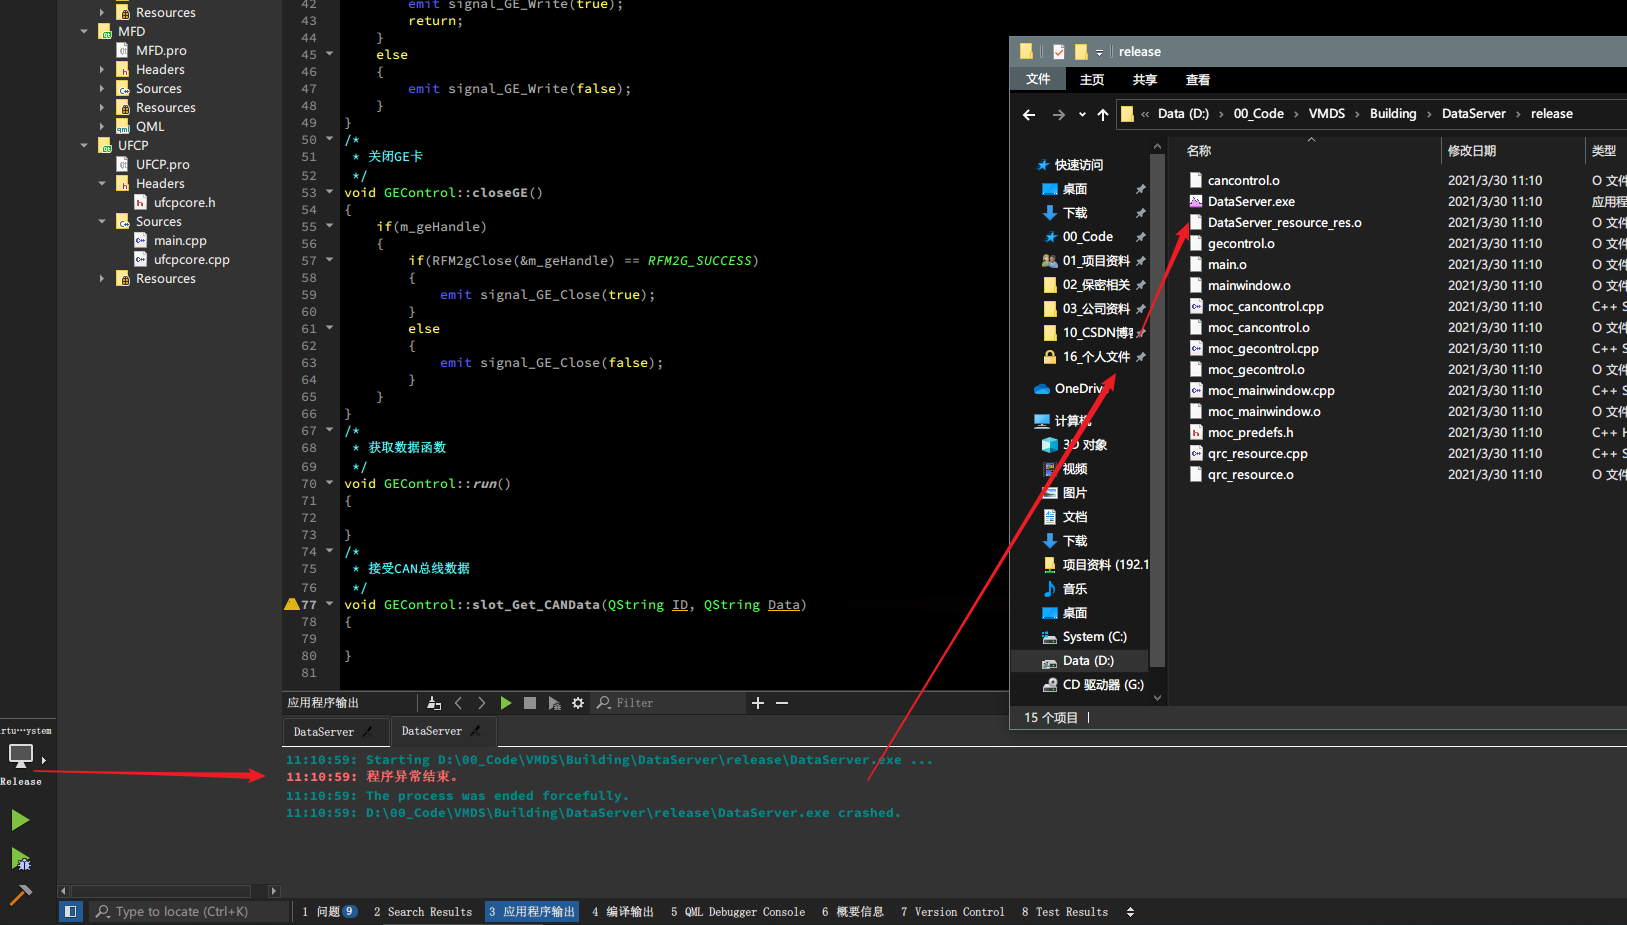 Resources
MFD
MFD.pro
Headers
Sources
Resources
QML
UFCP
UFCP.pro
Headers
ufcpcore.h
Sources
main.cpp
ufcpcore.cpp
Resources
42 emit signal_GE_Write(true);
43 return;
44 }
45 else
46 {
47 emit signal_GE_Write(false);
48 }
49 }
50 /*
51 * 关闭GE卡
52 */
53 void GEControl::closeGE()
54 {
55 if(m_geHandle)
56 {
57 if(RFM2gClose(&m_geHandle) == RFM2G_SUCCESS)
58 {
59 emit signal_GE_Close(true);
60 }
61 else
62 {
63 emit signal_GE_Close(false);
64 }
65 }
66 }
67 /*
68 * 获取数据函数
69 */
70 void GEControl::run()
71 {
72
73 }
74 /*
75 * 接受CAN总线数据
76 */
77 void GEControl::slot_Get_CANData(QString ID, QString Data)
78 {
79
80 }
81
release
文件 主页 共享 查看
« Data (D:) › 00_Code › VMDS › Building › DataServer › release
快速访问
桌面
下载
00_Code
01_项目资料
02_保密相关
03_公司资料
10_CSDN博客
16_个人文件
OneDriv
计算机
3D 对象
视频
图片
文档
下载
项目资料 (192.1
音乐
桌面
System (C:)
Data (D:)
CD 驱动器 (G:)
名称 修改日期 类型
cancontrol.o 2021/3/30 11:10 O 文件
DataServer.exe 2021/3/30 11:10 应用程
DataServer_resource_res.o 2021/3/30 11:10 O 文件
gecontrol.o 2021/3/30 11:10 O 文件
main.o 2021/3/30 11:10 O 文件
mainwindow.o 2021/3/30 11:10 O 文件
moc_cancontrol.cpp 2021/3/30 11:10 C++ S
moc_cancontrol.o 2021/3/30 11:10 O 文件
moc_gecontrol.cpp 2021/3/30 11:10 C++ S
moc_gecontrol.o 2021/3/30 11:10 O 文件
moc_mainwindow.cpp 2021/3/30 11:10 C++ S
moc_mainwindow.o 2021/3/30 11:10 O 文件
moc_predefs.h 2021/3/30 11:10 C++ H
qrc_resource.cpp 2021/3/30 11:10 C++ S
qrc_resource.o 2021/3/30 11:10 O 文件
15 个项目
应用程序输出 Filter
DataServer DataServer
11:10:59: Starting D:\00_Code\VMDS\Building\DataServer\release\DataServer.exe ...
11:10:59: 程序异常结束。
11:10:59: The process was ended forcefully.
11:10:59: D:\00_Code\VMDS\Building\DataServer\release\DataServer.exe crashed.
rtu···ystem
Release
Type to locate (Ctrl+K)
1 问题 9 2 Search Results 3 应用程序输出 4 编译输出 5 QML Debugger Console 6 概要信息 7 Version Control 8 Test Results